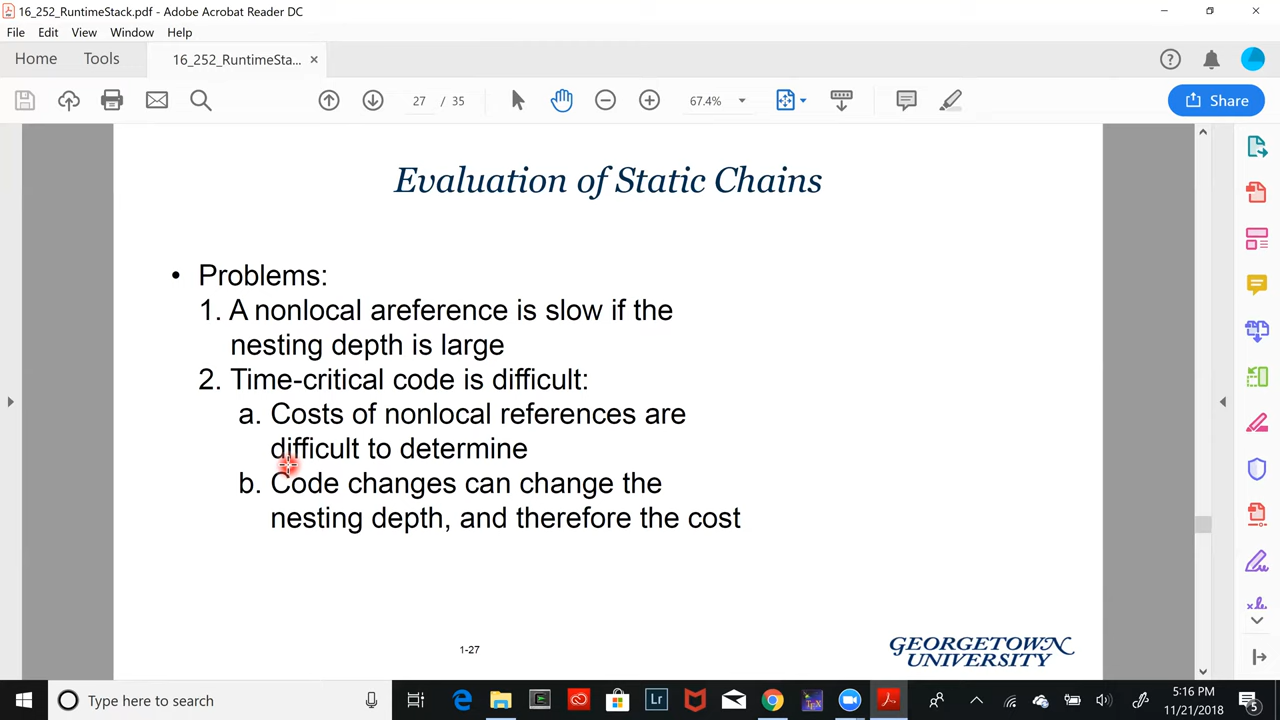 16_252_RuntimeStack.pdf - Adobe Acrobat Reader DC
File Edit View Window Help
Home Tools 16_252_RuntimeSta... ×
27 / 35 67.4% Share
Evaluation of Static Chains
• Problems:
1. A nonlocal areference is slow if the
nesting depth is large
2. Time-critical code is difficult:
a. Costs of nonlocal references are
difficult to determine
b. Code changes can change the
nesting depth, and therefore the cost
1-27
GEORGETOWN
UNIVERSITY
Type here to search
5:16 PM
11/21/2018
5